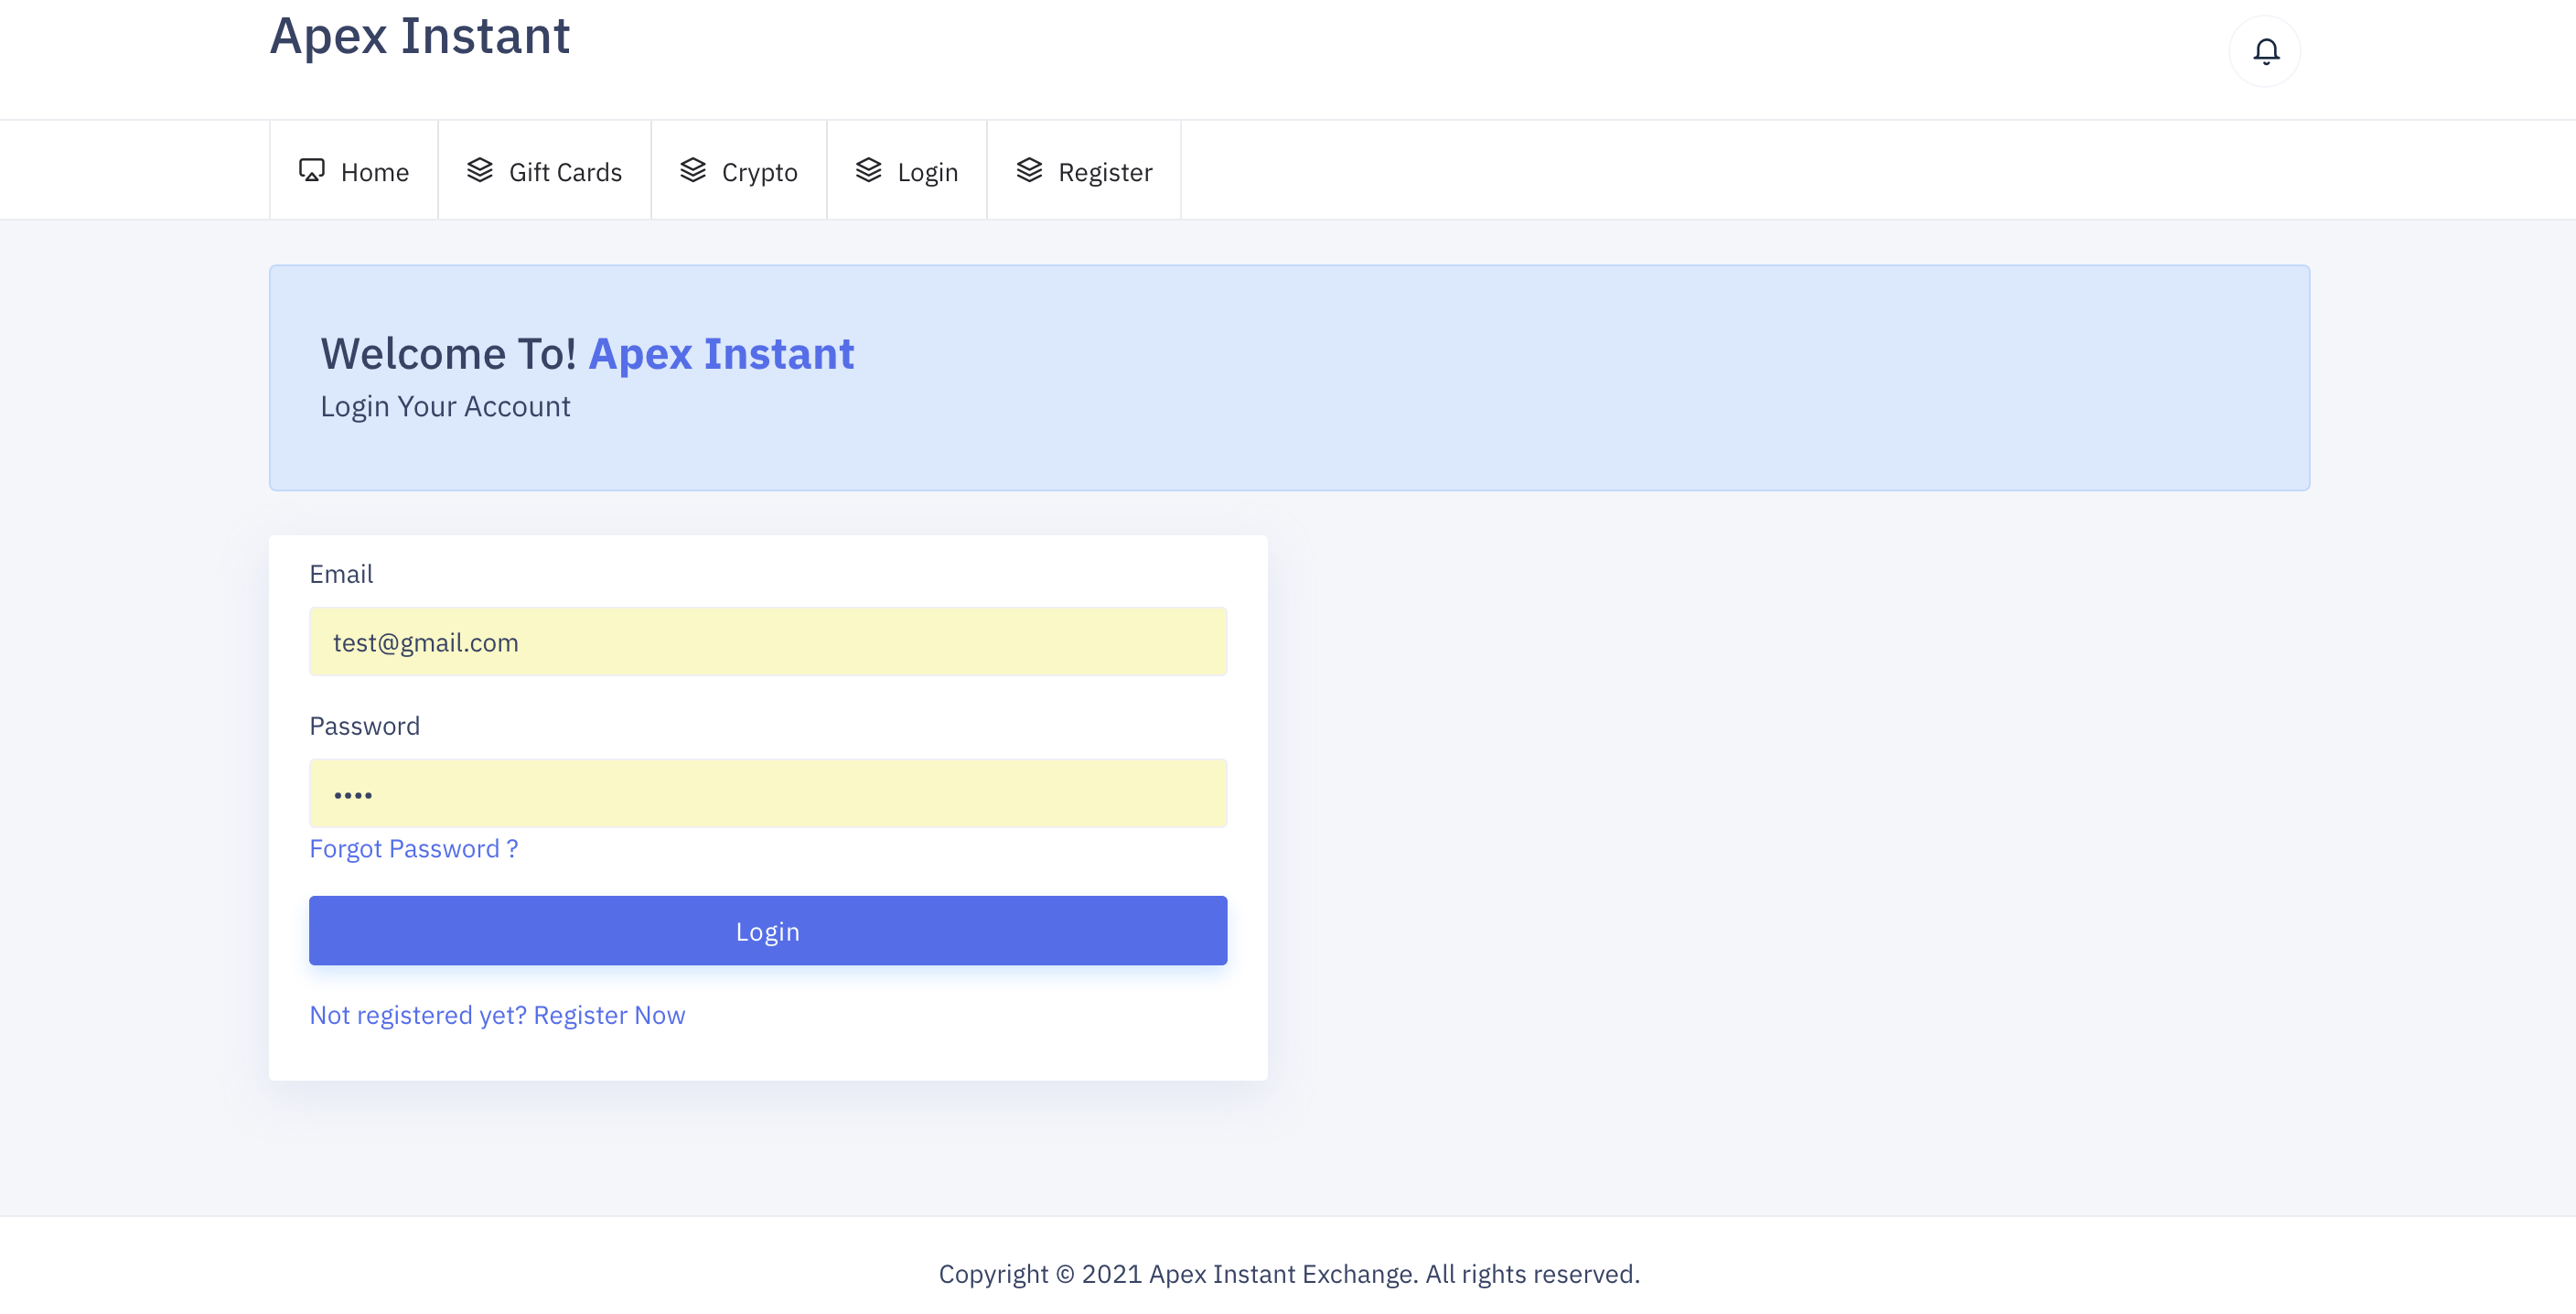 Apex Instant
Home Gift Cards Crypto Login Register
Welcome To! Apex Instant
Login Your Account
Email
test@gmail.com
Password
••••
Forgot Password ?
Login
Not registered yet? Register Now
Copyright © 2021 Apex Instant Exchange. All rights reserved.